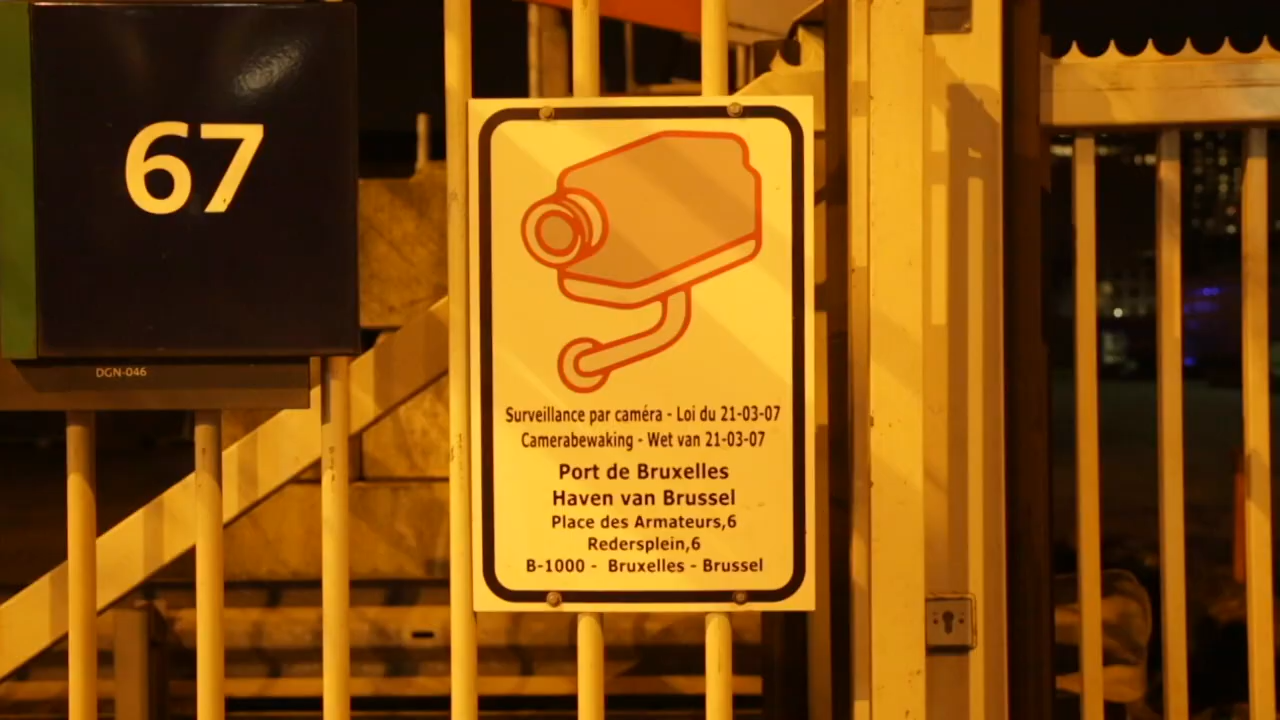 67
DGN-046
Surveillance par caméra - Loi du 21-03-07
Camerabewaking - Wet van 21-03-07
Port de Bruxelles
Haven van Brussel
Place des Armateurs,6
Redersplein,6
B-1000 - Bruxelles - Brussel